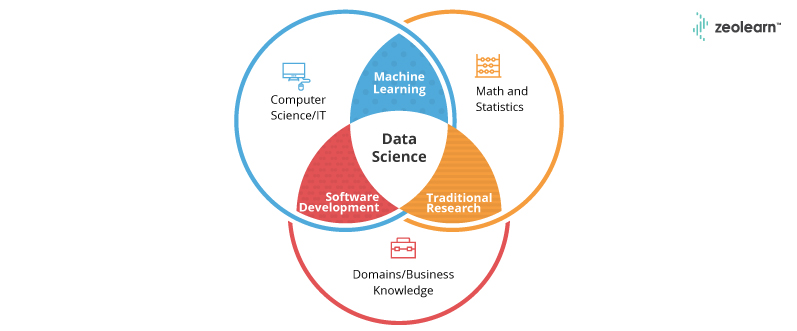 zeolearn™
Machine
Learning
Computer
Science/IT
Math and
Statistics
Data
Science
Software
Development
Traditional
Research
Domains/Business
Knowledge